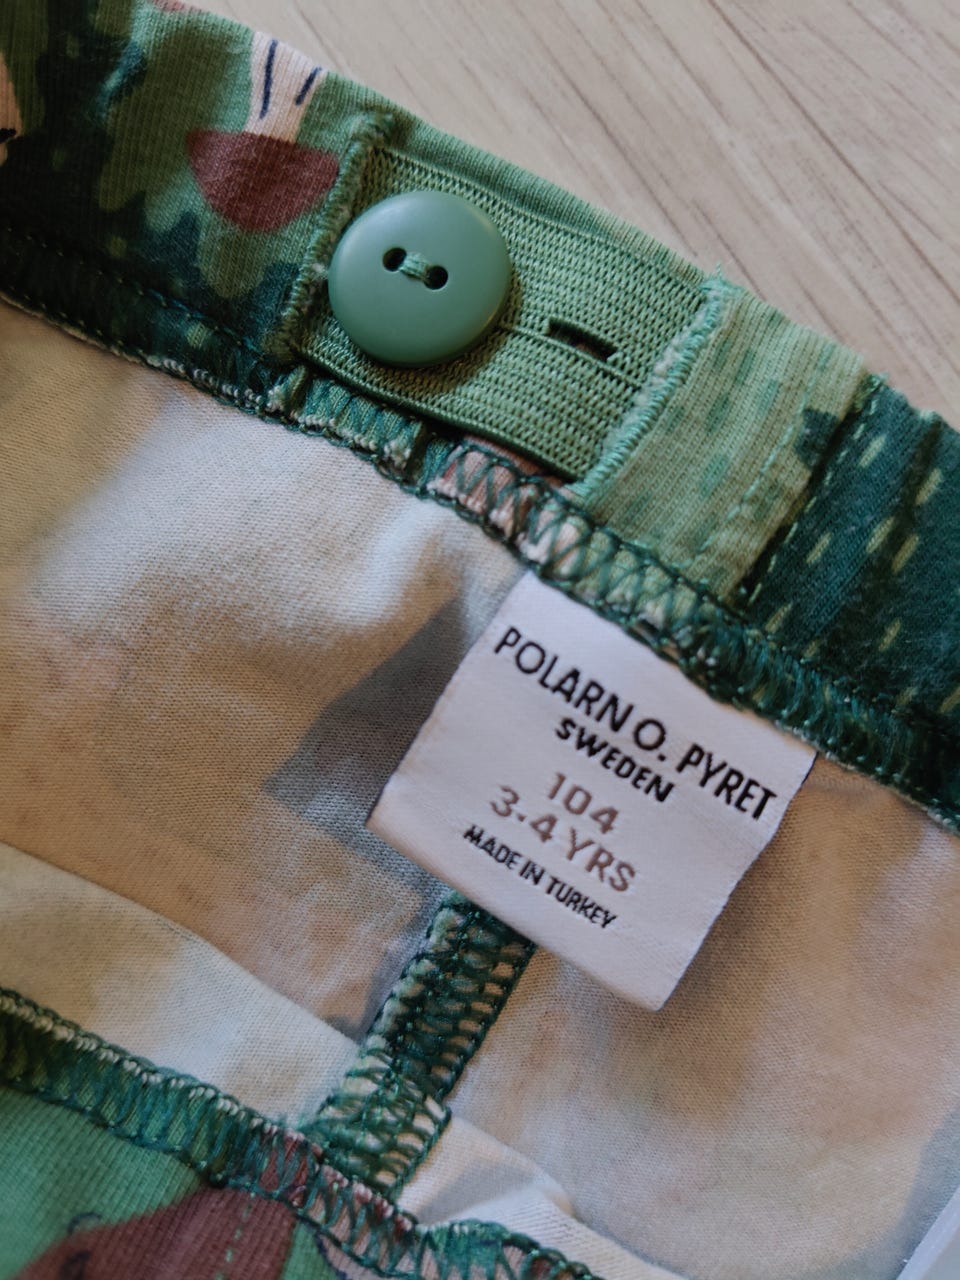 POLARN O. PYRET
SWEDEN
104
3-4 YRS
MADE IN TURKEY